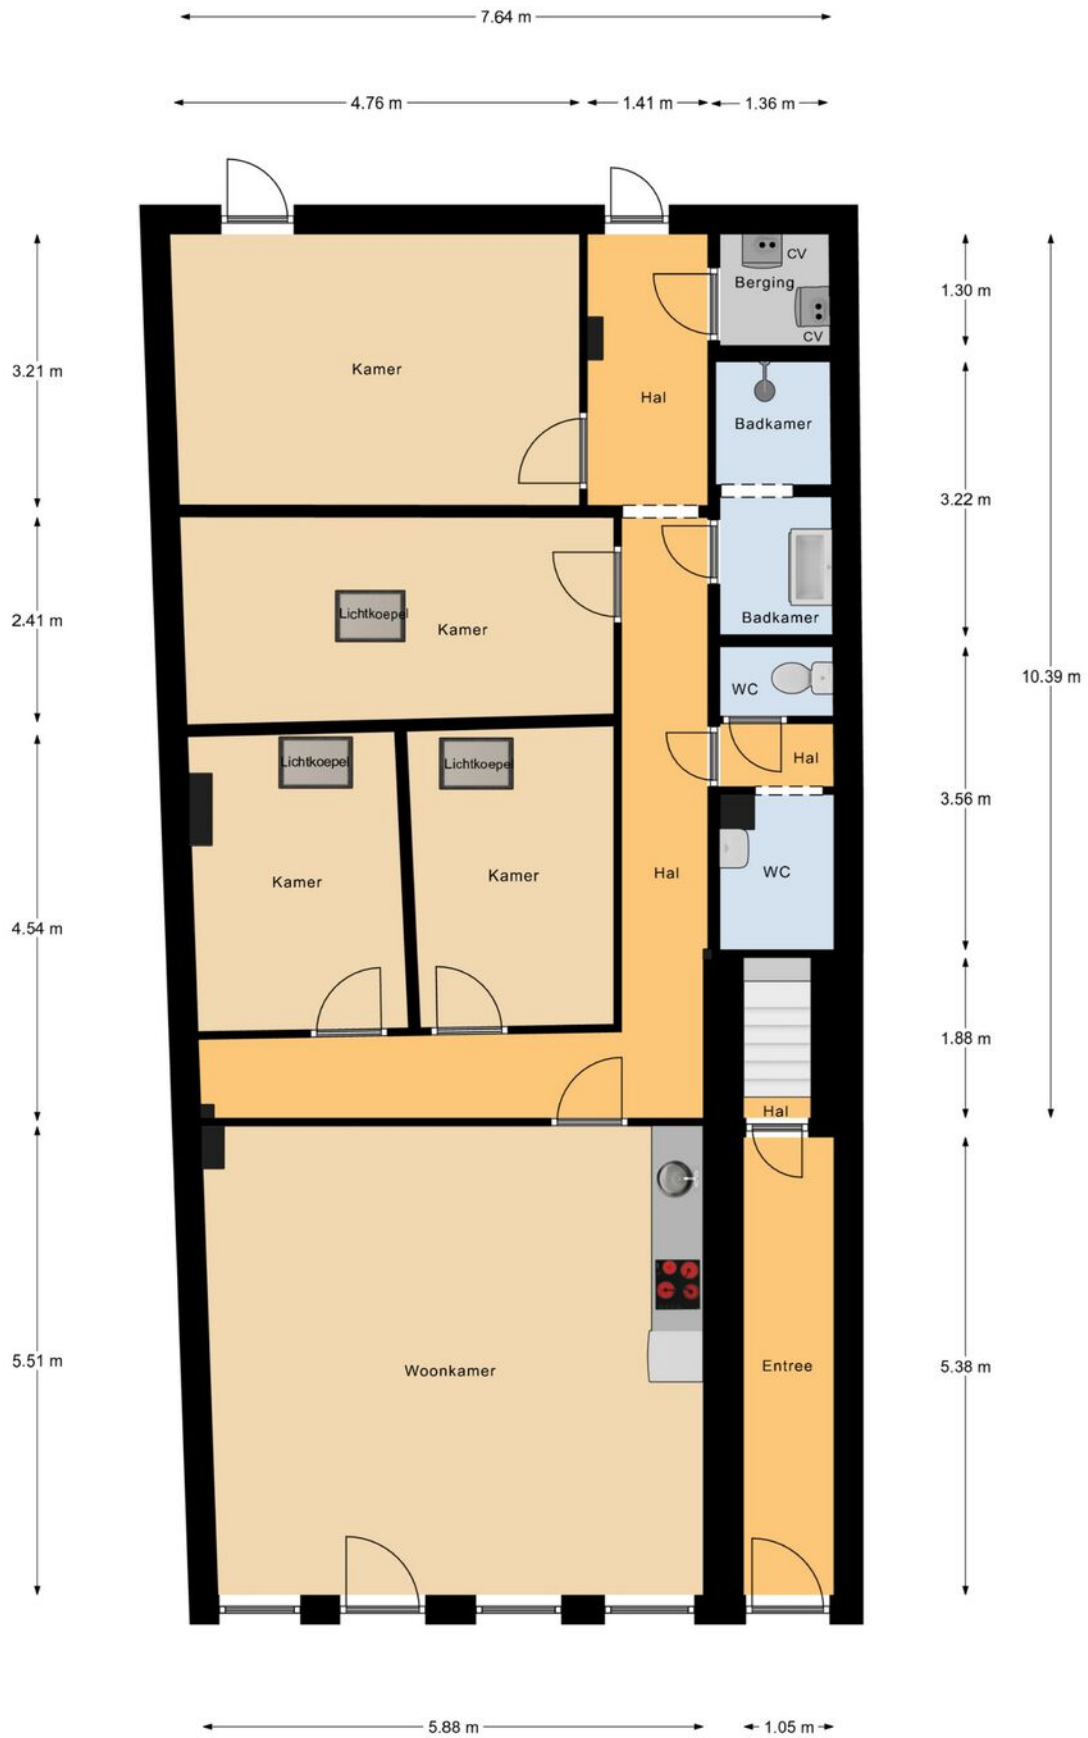 7.64 m
4.76 m
1.41 m
1.36 m
CV
Berging
1.30 m
CV
3.21 m
Kamer
Hal
Badkamer
3.22 m
Lichtkoepel
2.41 m
Kamer
Badkamer
10.39 m
WC
Hal
Lichtkoepel
Lichtkoepel
3.56 m
Kamer
Kamer
Hal
WC
4.54 m
1.88 m
Hal
5.51 m
Woonkamer
Entree
5.38 m
5.88 m
1.05 m